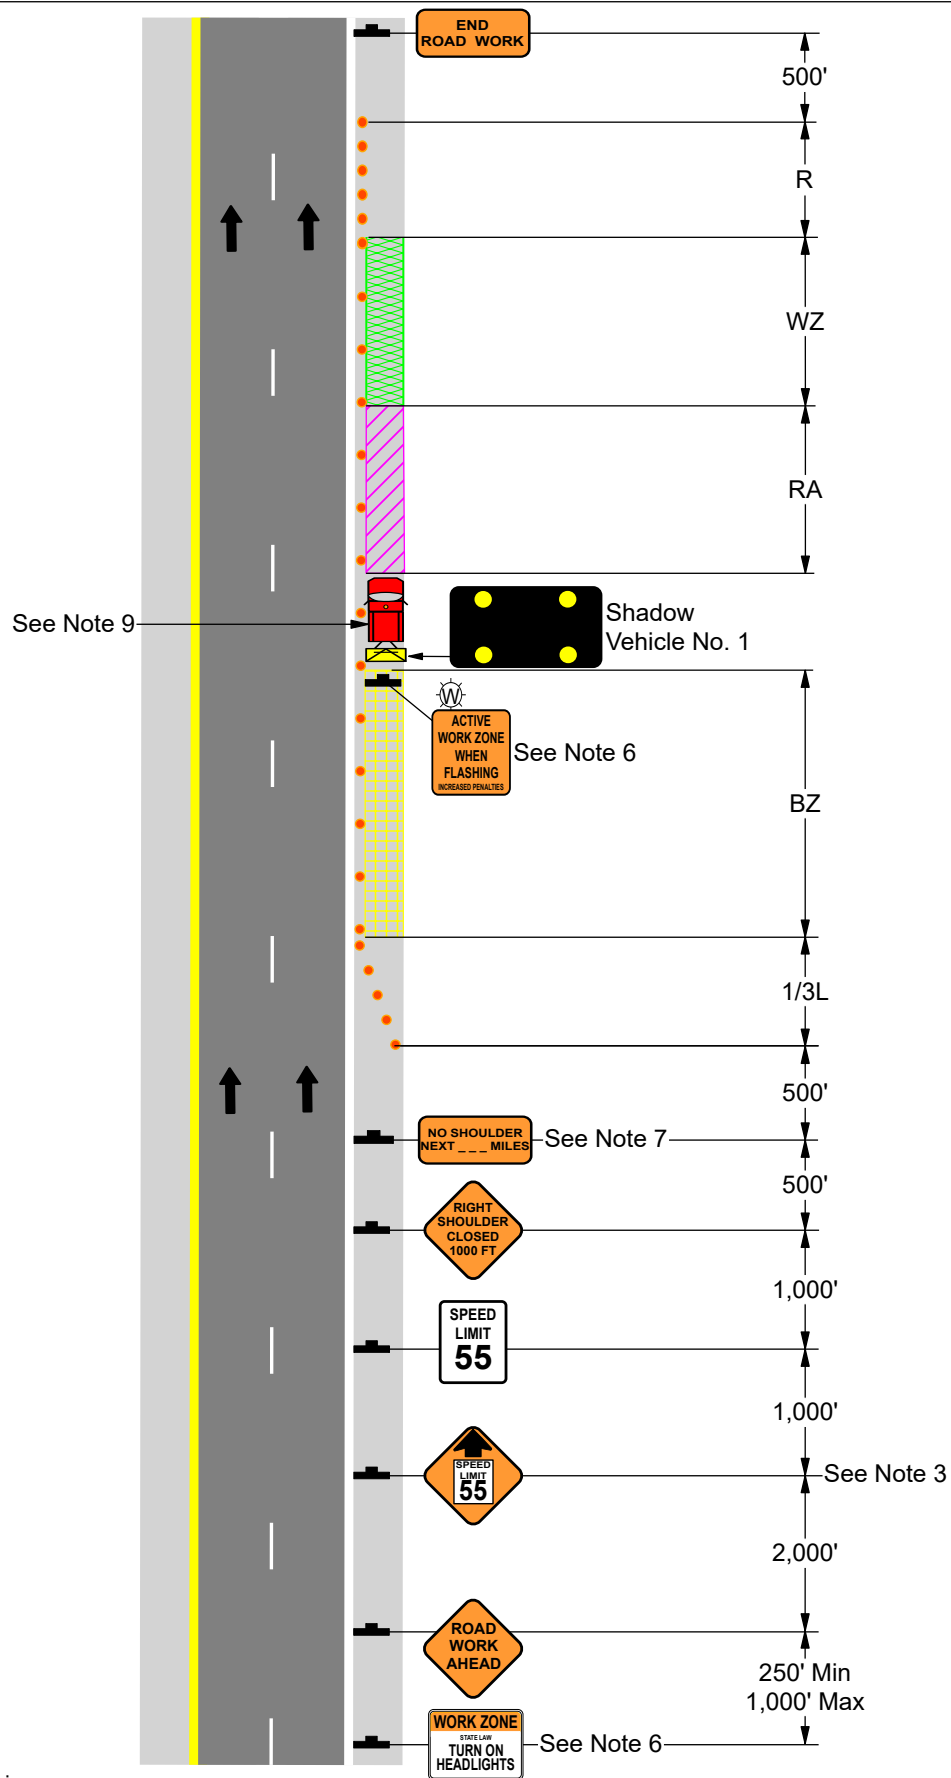 END
ROAD WORK
500'
R
WZ
RA
See Note 9
Shadow
Vehicle No. 1
W
ACTIVE
WORK ZONE
WHEN
FLASHING
INCREASED PENALTIES
See Note 6
BZ
1/3L
500'
NO SHOULDER
NEXT _ _ _ MILES
See Note 7
500'
RIGHT
SHOULDER
CLOSED
1000 FT
1,000'
SPEED
LIMIT
55
1,000'
SPEED
LIMIT
55
See Note 3
2,000'
ROAD
WORK
AHEAD
250' Min
1,000' Max
WORK ZONE
STATE LAW
TURN ON
HEADLIGHTS
See Note 6